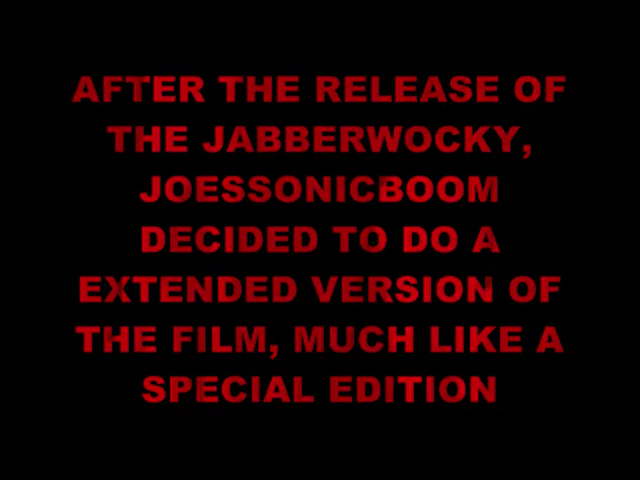 AFTER THE RELEASE OF
THE JABBERWOCKY,
JOESSONICBOOM
DECIDED TO DO A
EXTENDED VERSION OF
THE FILM, MUCH LIKE A
SPECIAL EDITION